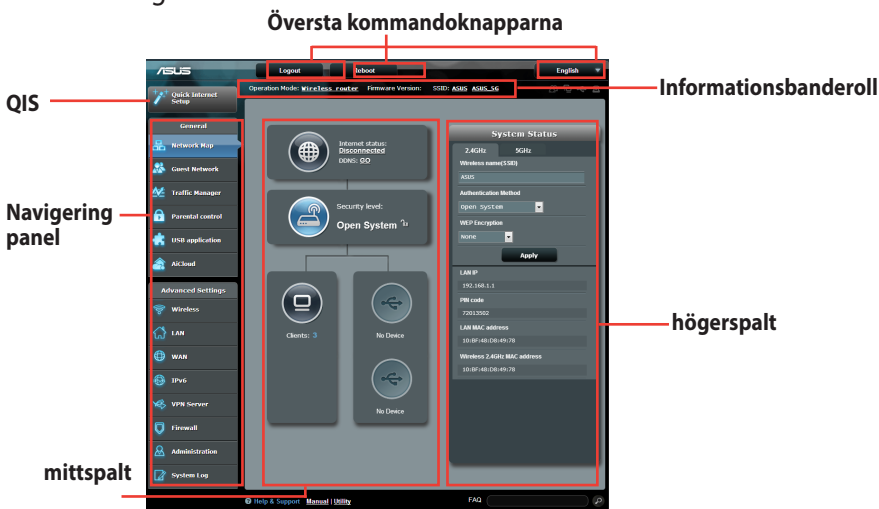 Översta kommandoknapparna
Informationsbanderoll
QIS
Navigering
panel
högerspalt
mittspalt
ASUS
Logout
Reboot
English
Quick Internet
Setup
Operation Mode: Wireless router Firmware Version: SSID: ASUS ASUS_5G
General
Network Map
Guest Network
Traffic Manager
Parental control
USB application
AiCloud
Advanced Settings
Wireless
LAN
WAN
IPv6
VPN Server
Firewall
Administration
System Log
Internet status:
Disconnected
DDNS: GO
Security level:
Open System
Clients: 3
No Device
No Device
System Status
2.4GHz 5GHz
Wireless name(SSID)
ASUS
Authentication Method
Open System
WEP Encryption
None
Apply
LAN IP
192.168.1.1
PIN code
72013502
LAN MAC address
10:BF:48:D8:49:78
Wireless 2.4GHz MAC address
10:BF:48:D8:49:78
Help & Support Manual | Utility
FAQ